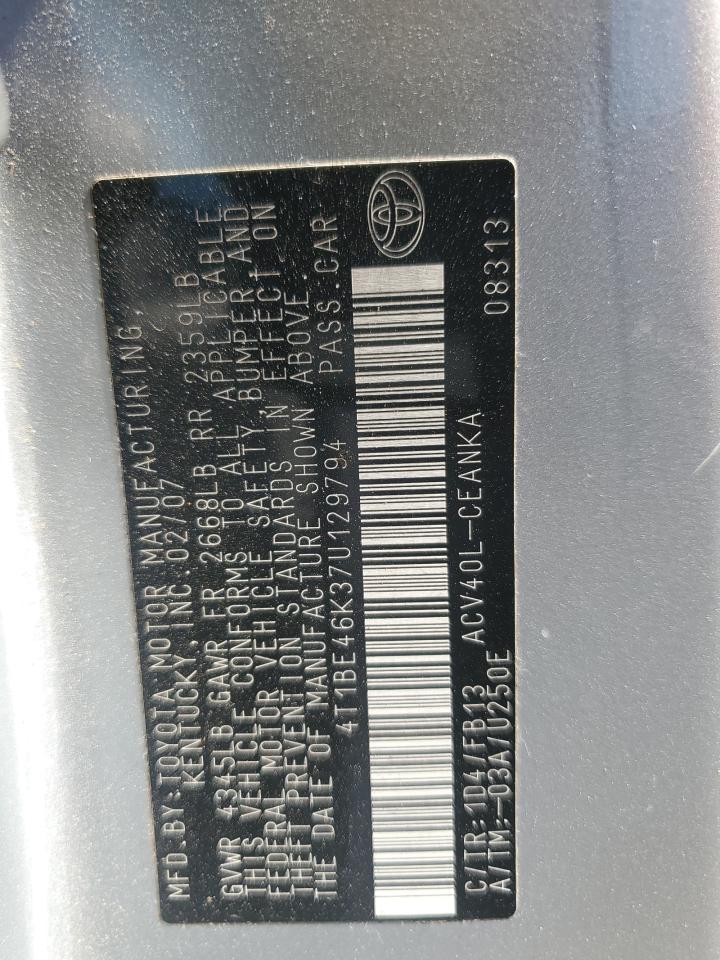 MFD.BY:TOYOTA MOTOR MANUFACTURING,
KENTUCKY,INC.02/07
GVWR 4345LB GAWR FR 2668LB RR 2359LB
THIS VEHICLE CONFORMS TO ALL APPLICABLE
FEDERAL MOTOR VEHICLE SAFETY, BUMPER,AND
THEFT PREVENTION STANDARDS IN EFFECT ON
THE DATE OF MANUFACTURE SHOWN ABOVE.
4T1BE46K37U129794 PASS.CAR
C/TR:1D4/FB13 ACV40L-CEANKA
A/TM:-03A/U250E 08313